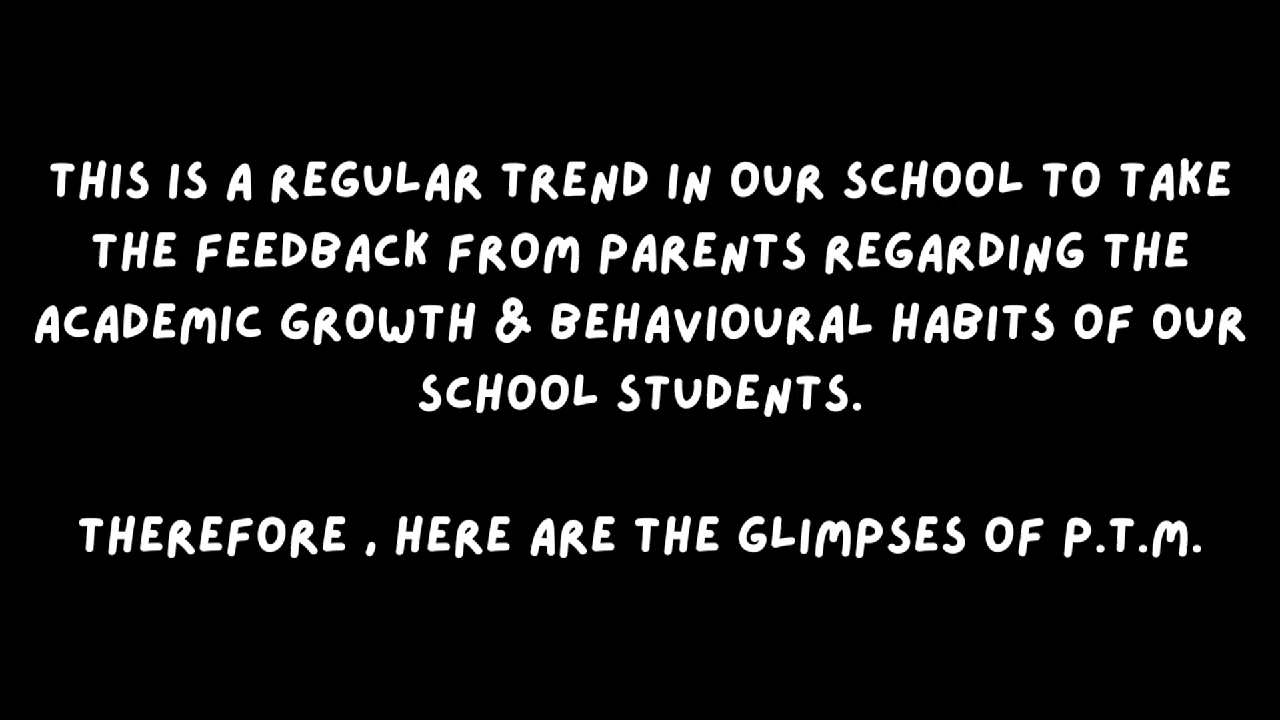 THIS IS A REGULAR TREND IN OUR SCHOOL TO TAKE
THE FEEDBACK FROM PARENTS REGARDING THE
ACADEMIC GROWTH & BEHAVIOURAL HABITS OF OUR
SCHOOL STUDENTS.
THEREFORE , HERE ARE THE GLIMPSES OF P.T.M.